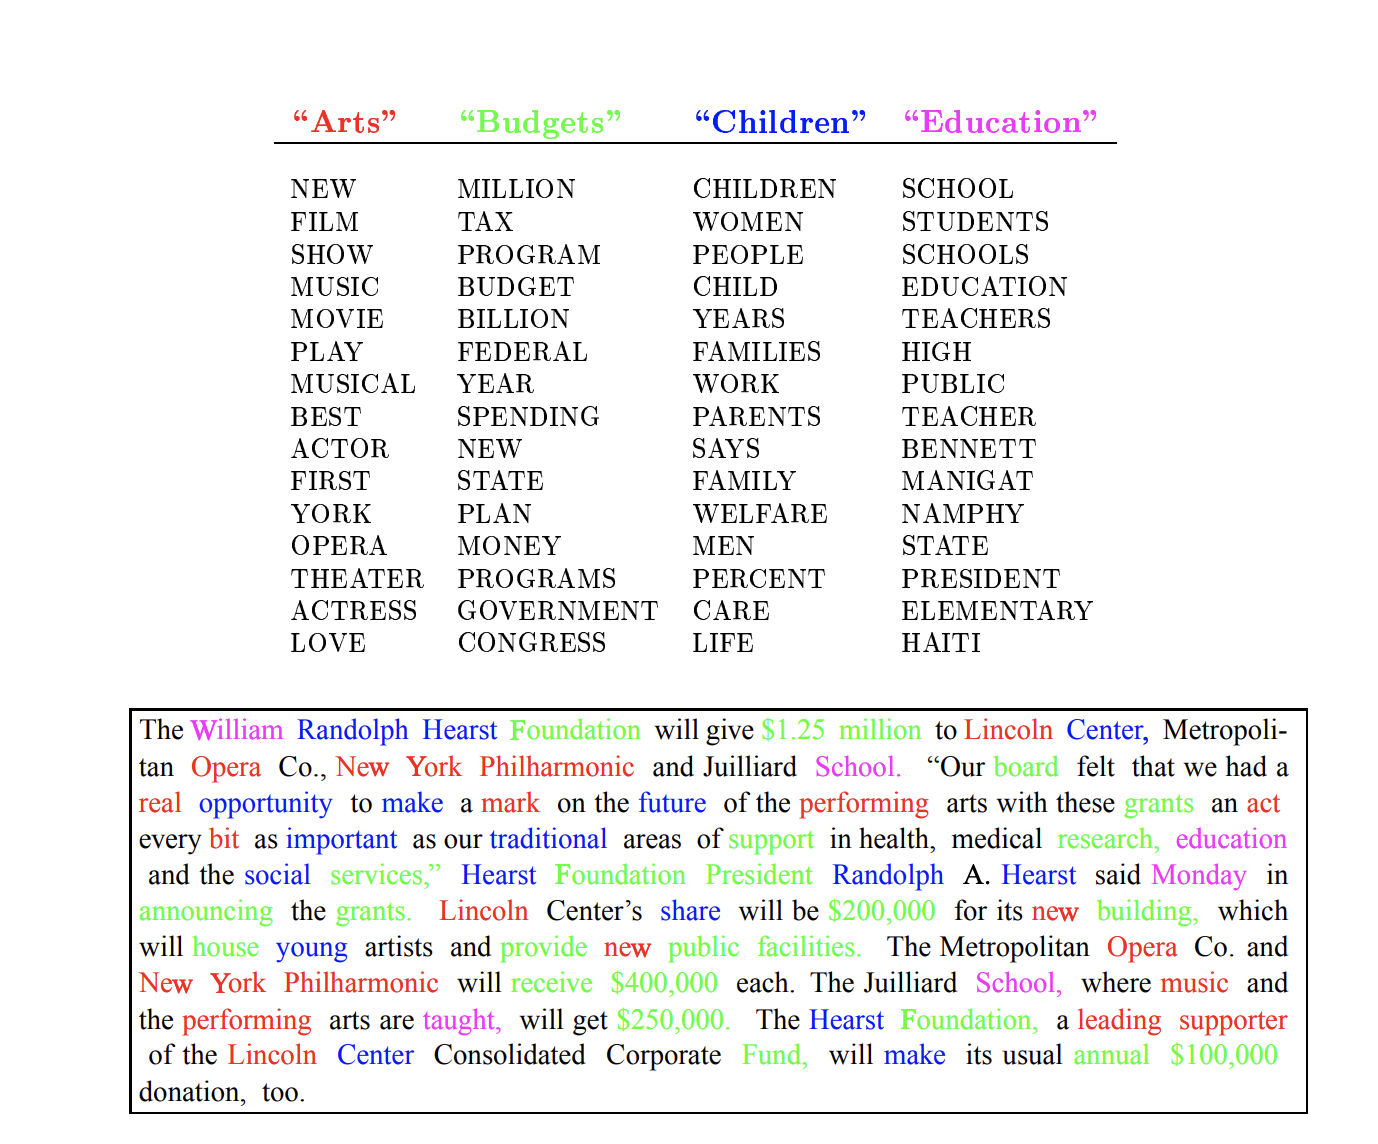 “Arts” “Budgets” “Children” “Education”
NEW MILLION CHILDREN SCHOOL
FILM TAX WOMEN STUDENTS
SHOW PROGRAM PEOPLE SCHOOLS
MUSIC BUDGET CHILD EDUCATION
MOVIE BILLION YEARS TEACHERS
PLAY FEDERAL FAMILIES HIGH
MUSICAL YEAR WORK PUBLIC
BEST SPENDING PARENTS TEACHER
ACTOR NEW SAYS BENNETT
FIRST STATE FAMILY MANIGAT
YORK PLAN WELFARE NAMPHY
OPERA MONEY MEN STATE
THEATER PROGRAMS PERCENT PRESIDENT
ACTRESS GOVERNMENT CARE ELEMENTARY
LOVE CONGRESS LIFE HAITI
The William Randolph Hearst Foundation will give $1.25 million to Lincoln Center, Metropoli-
tan Opera Co., New York Philharmonic and Juilliard School. “Our board felt that we had a
real opportunity to make a mark on the future of the performing arts with these grants an act
every bit as important as our traditional areas of support in health, medical research, education
and the social services,” Hearst Foundation President Randolph A. Hearst said Monday in
announcing the grants. Lincoln Center’s share will be $200,000 for its new building, which
will house young artists and provide new public facilities. The Metropolitan Opera Co. and
New York Philharmonic will receive $400,000 each. The Juilliard School, where music and
the performing arts are taught, will get $250,000. The Hearst Foundation, a leading supporter
of the Lincoln Center Consolidated Corporate Fund, will make its usual annual $100,000
donation, too.